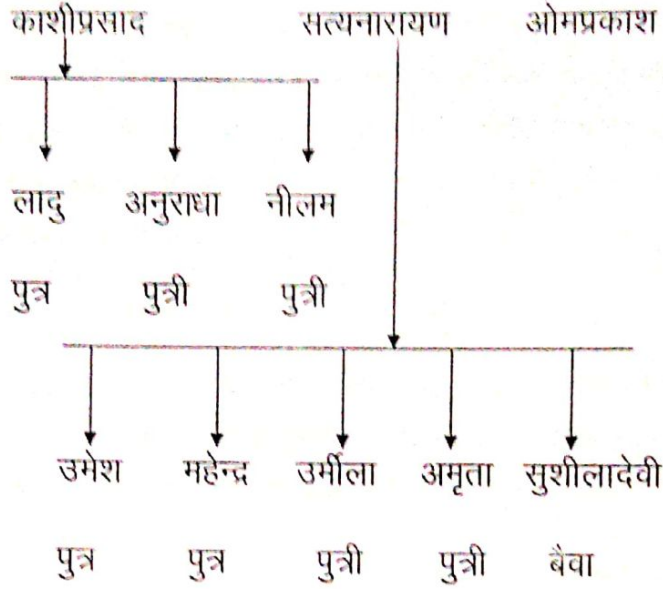 काशीप्रसाद सत्यनारायण ओमप्रकाश
लादु अनुराधा नीलम
पुत्र पुत्री पुत्री
उमेश महेन्द्र उर्मीला अमृता सुशीलादेवी
पुत्र पुत्र पुत्री पुत्री बैवा